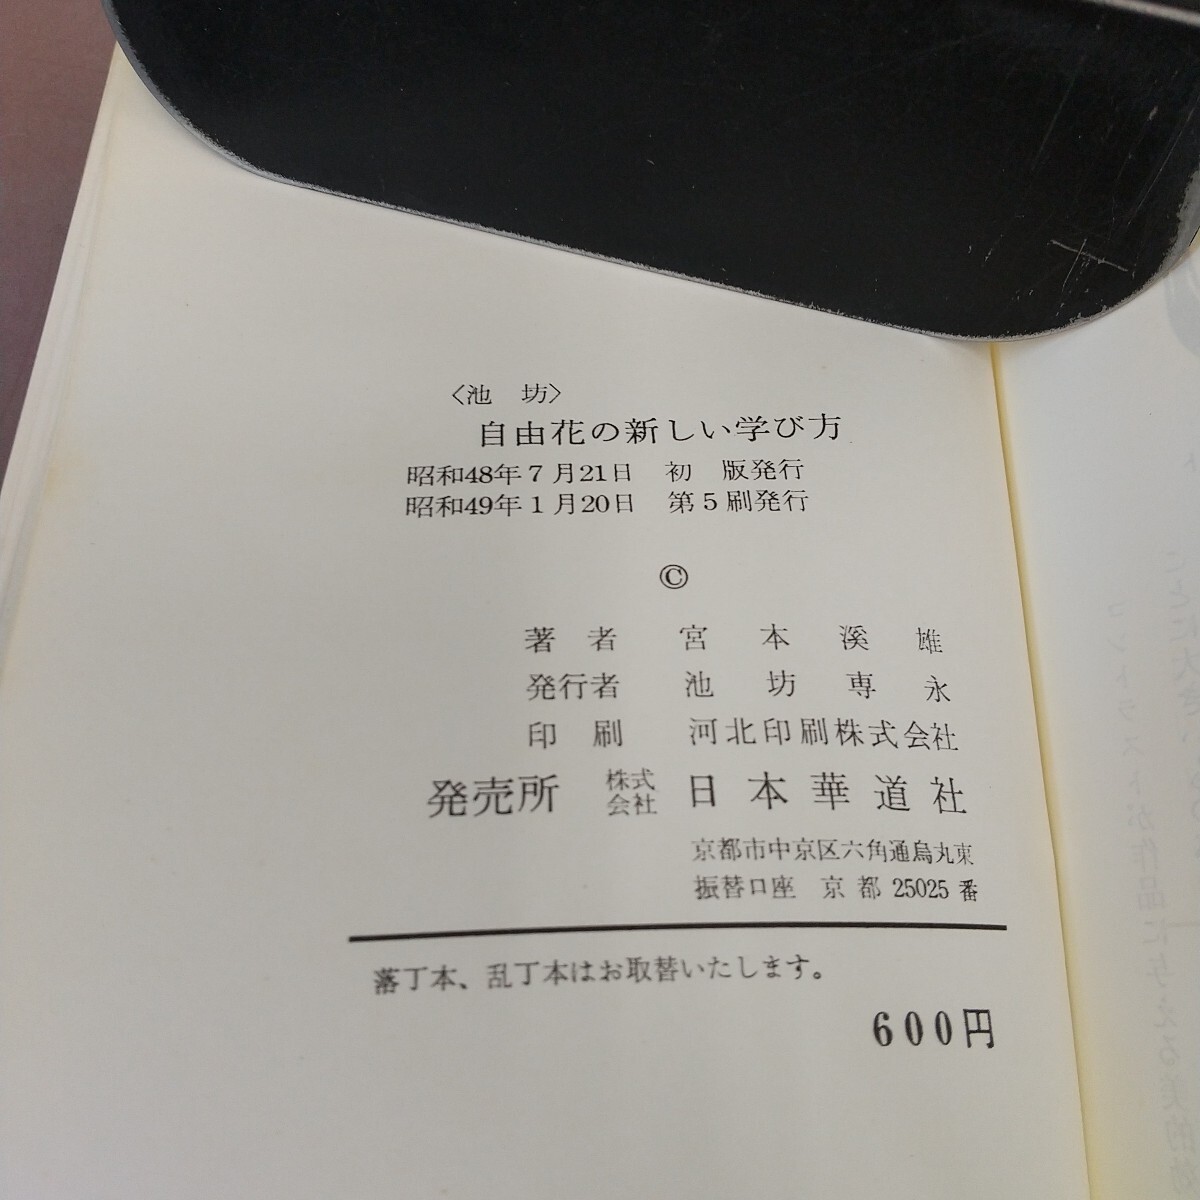 〈池 坊〉
自由花の新しい学び方
昭和48年7月21日 初 版発行
昭和49年1月20日 第5刷発行
©
著 者 宮 本 溪 雄
発行者 池 坊 専 永
印 刷 河北印刷株式会社
発売所 株式会社 日本華道社
京都市中京区六角通烏丸東
振替口座 京都 25025 番
落丁本、乱丁本はお取替いたします。
600円